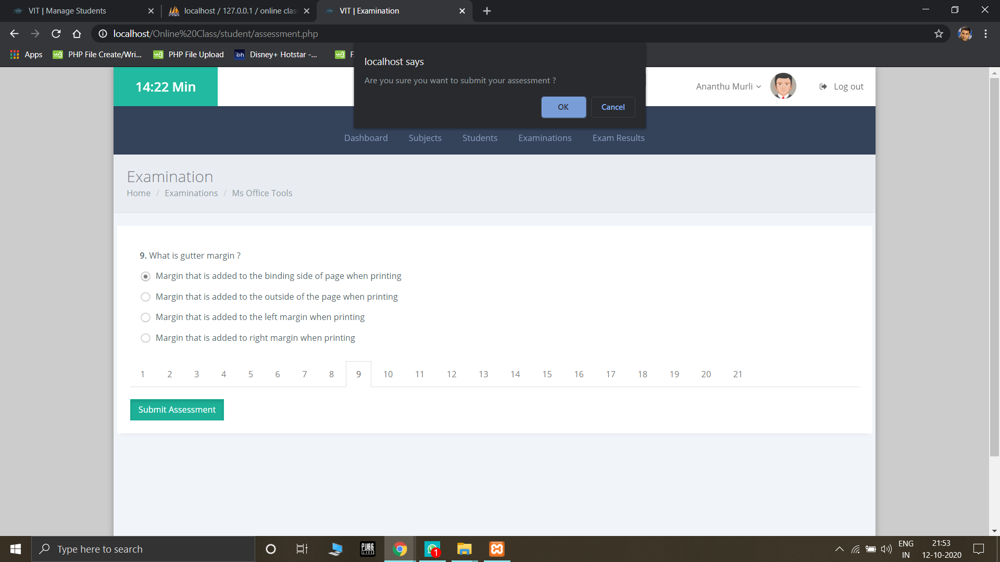 VIT | Manage Students
localhost / 127.0.0.1 / online clas
VIT | Examination
localhost/Online%20Class/student/assessment.php
Apps
PHP File Create/Wri...
PHP File Upload
Disney+ Hotstar -...
localhost says
Are you sure you want to submit your assessment ?
OK
Cancel
14:22 Min
Ananthu Murli
Log out
Dashboard
Subjects
Students
Examinations
Exam Results
Examination
Home / Examinations / Ms Office Tools
9. What is gutter margin ?
Margin that is added to the binding side of page when printing
Margin that is added to the outside of the page when printing
Margin that is added to the left margin when printing
Margin that is added to right margin when printing
1 2 3 4 5 6 7 8 9 10 11 12 13 14 15 16 17 18 19 20 21
Submit Assessment
Type here to search
PUBG
LITE
1
ENG
IN
21:53
12-10-2020